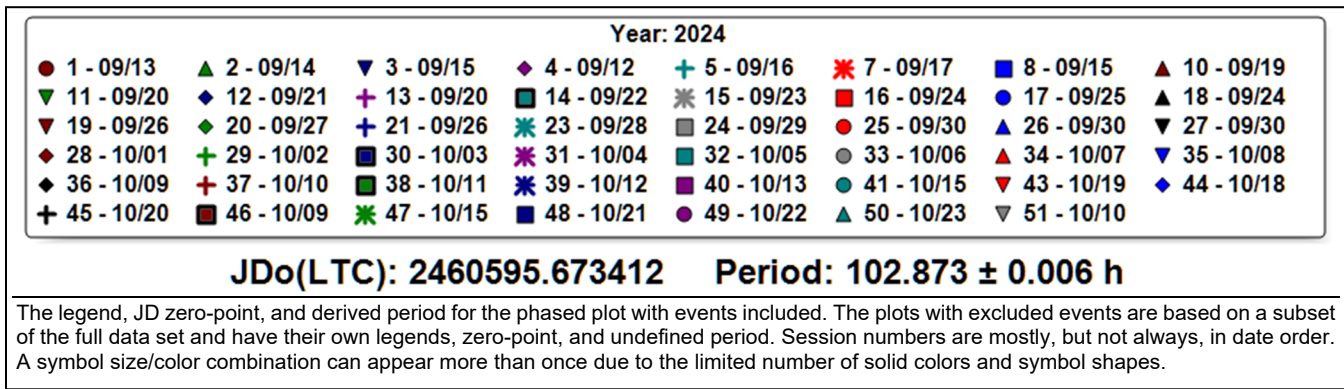 Year: 2024
1 - 09/13 2 - 09/14 3 - 09/15 4 - 09/12 5 - 09/16 7 - 09/17 8 - 09/15 10 - 09/19
11 - 09/20 12 - 09/21 13 - 09/20 14 - 09/22 15 - 09/23 16 - 09/24 17 - 09/25 18 - 09/24
19 - 09/26 20 - 09/27 21 - 09/26 23 - 09/28 24 - 09/29 25 - 09/30 26 - 09/30 27 - 09/30
28 - 10/01 29 - 10/02 30 - 10/03 31 - 10/04 32 - 10/05 33 - 10/06 34 - 10/07 35 - 10/08
36 - 10/09 37 - 10/10 38 - 10/11 39 - 10/12 40 - 10/13 41 - 10/15 43 - 10/19 44 - 10/18
45 - 10/20 46 - 10/09 47 - 10/15 48 - 10/21 49 - 10/22 50 - 10/23 51 - 10/10
JDo(LTC): 2460595.673412 Period: 102.873 ± 0.006 h
The legend, JD zero-point, and derived period for the phased plot with events included. The plots with excluded events are based on a subset
of the full data set and have their own legends, zero-point, and undefined period. Session numbers are mostly, but not always, in date order.
A symbol size/color combination can appear more than once due to the limited number of solid colors and symbol shapes.